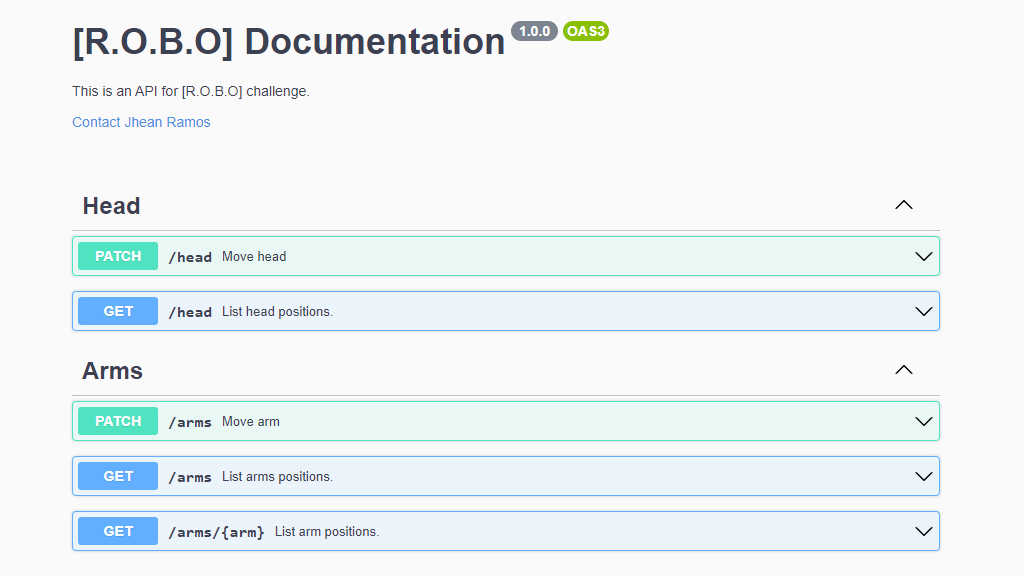 [R.O.B.O] Documentation 1.0.0 OAS3
This is an API for [R.O.B.O] challenge.
Contact Jhean Ramos
Head
PATCH /head Move head
GET /head List head positions.
Arms
PATCH /arms Move arm
GET /arms List arms positions.
GET /arms/{arm} List arm positions.